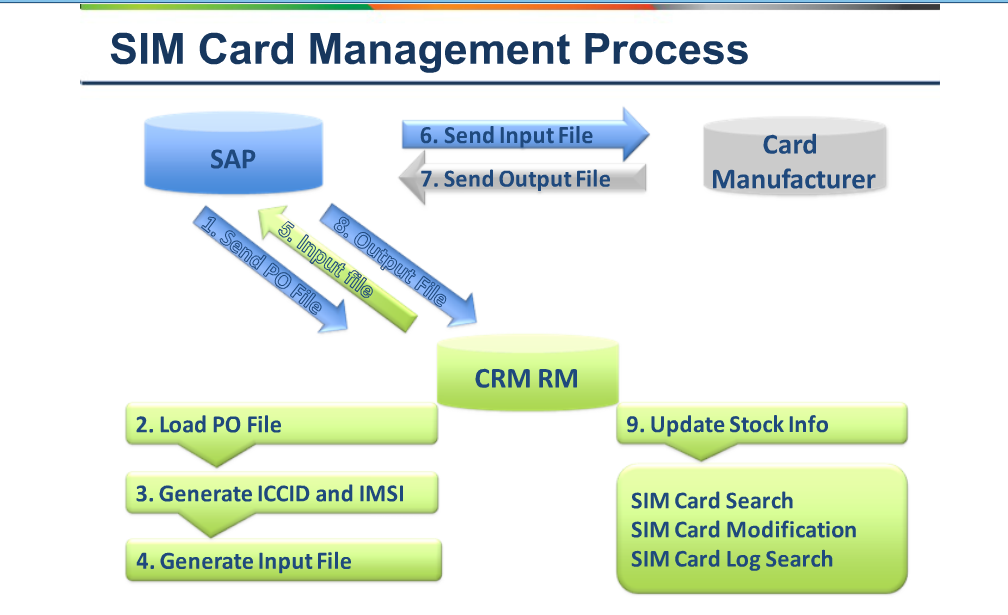 SIM Card Management Process
SAP
6. Send Input File
7. Send Output File
Card
Manufacturer
1. Send PO File
5. Input file
8. Output File
CRM RM
2. Load PO File
3. Generate ICCID and IMSI
4. Generate Input File
9. Update Stock Info
SIM Card Search
SIM Card Modification
SIM Card Log Search